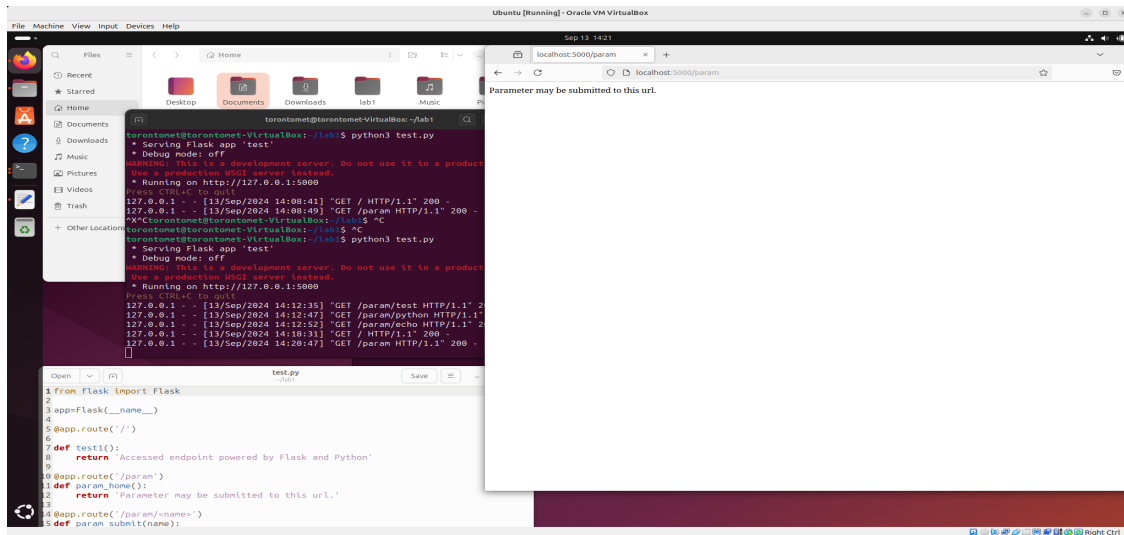 Ubuntu [Running] - Oracle VM VirtualBox
File Machine View Input Devices Help
Sep 13 14:21
Files
Home
Recent
Starred
Home
Documents
Downloads
Music
Pictures
Videos
Trash
+ Other Locations
Desktop
Documents
Downloads
lab1
Music
torontomet@torontomet-VirtualBox: ~/lab1
torontomet@torontomet-VirtualBox:~/lab1$ python3 test.py
* Serving Flask app 'test'
* Debug mode: off
WARNING: This is a development server. Do not use it in a product
Use a production WSGI server instead.
* Running on http://127.0.0.1:5000
Press CTRL+C to quit
127.0.0.1 - - [13/Sep/2024 14:08:41] "GET / HTTP/1.1" 200 -
127.0.0.1 - - [13/Sep/2024 14:08:49] "GET /param HTTP/1.1" 200 -
^X^Ctorontomet@torontomet-VirtualBox:~/lab1$ ^C
torontomet@torontomet-VirtualBox:~/lab1$ ^C
torontomet@torontomet-VirtualBox:~/lab1$ python3 test.py
* Serving Flask app 'test'
* Debug mode: off
WARNING: This is a development server. Do not use it in a product
Use a production WSGI server instead.
* Running on http://127.0.0.1:5000
Press CTRL+C to quit
127.0.0.1 - - [13/Sep/2024 14:12:35] "GET /param/test HTTP/1.1" 2
127.0.0.1 - - [13/Sep/2024 14:12:47] "GET /param/python HTTP/1.1"
127.0.0.1 - - [13/Sep/2024 14:12:52] "GET /param/echo HTTP/1.1" 2
127.0.0.1 - - [13/Sep/2024 14:18:31] "GET / HTTP/1.1" 200 -
127.0.0.1 - - [13/Sep/2024 14:20:47] "GET /param HTTP/1.1" 200 -
Open
test.py
~/lab1
Save
1 from flask import Flask
2
3 app=Flask(__name__)
4
5 @app.route('/')
6
7 def test1():
8 return 'Accessed endpoint powered by Flask and Python'
9
10 @app.route('/param')
11 def param_home():
12 return 'Parameter may be submitted to this url.'
13
14 @app.route('/param/<name>')
15 def param_submit(name):
localhost:5000/param
localhost:5000/param
Parameter may be submitted to this url.
Right Ctrl